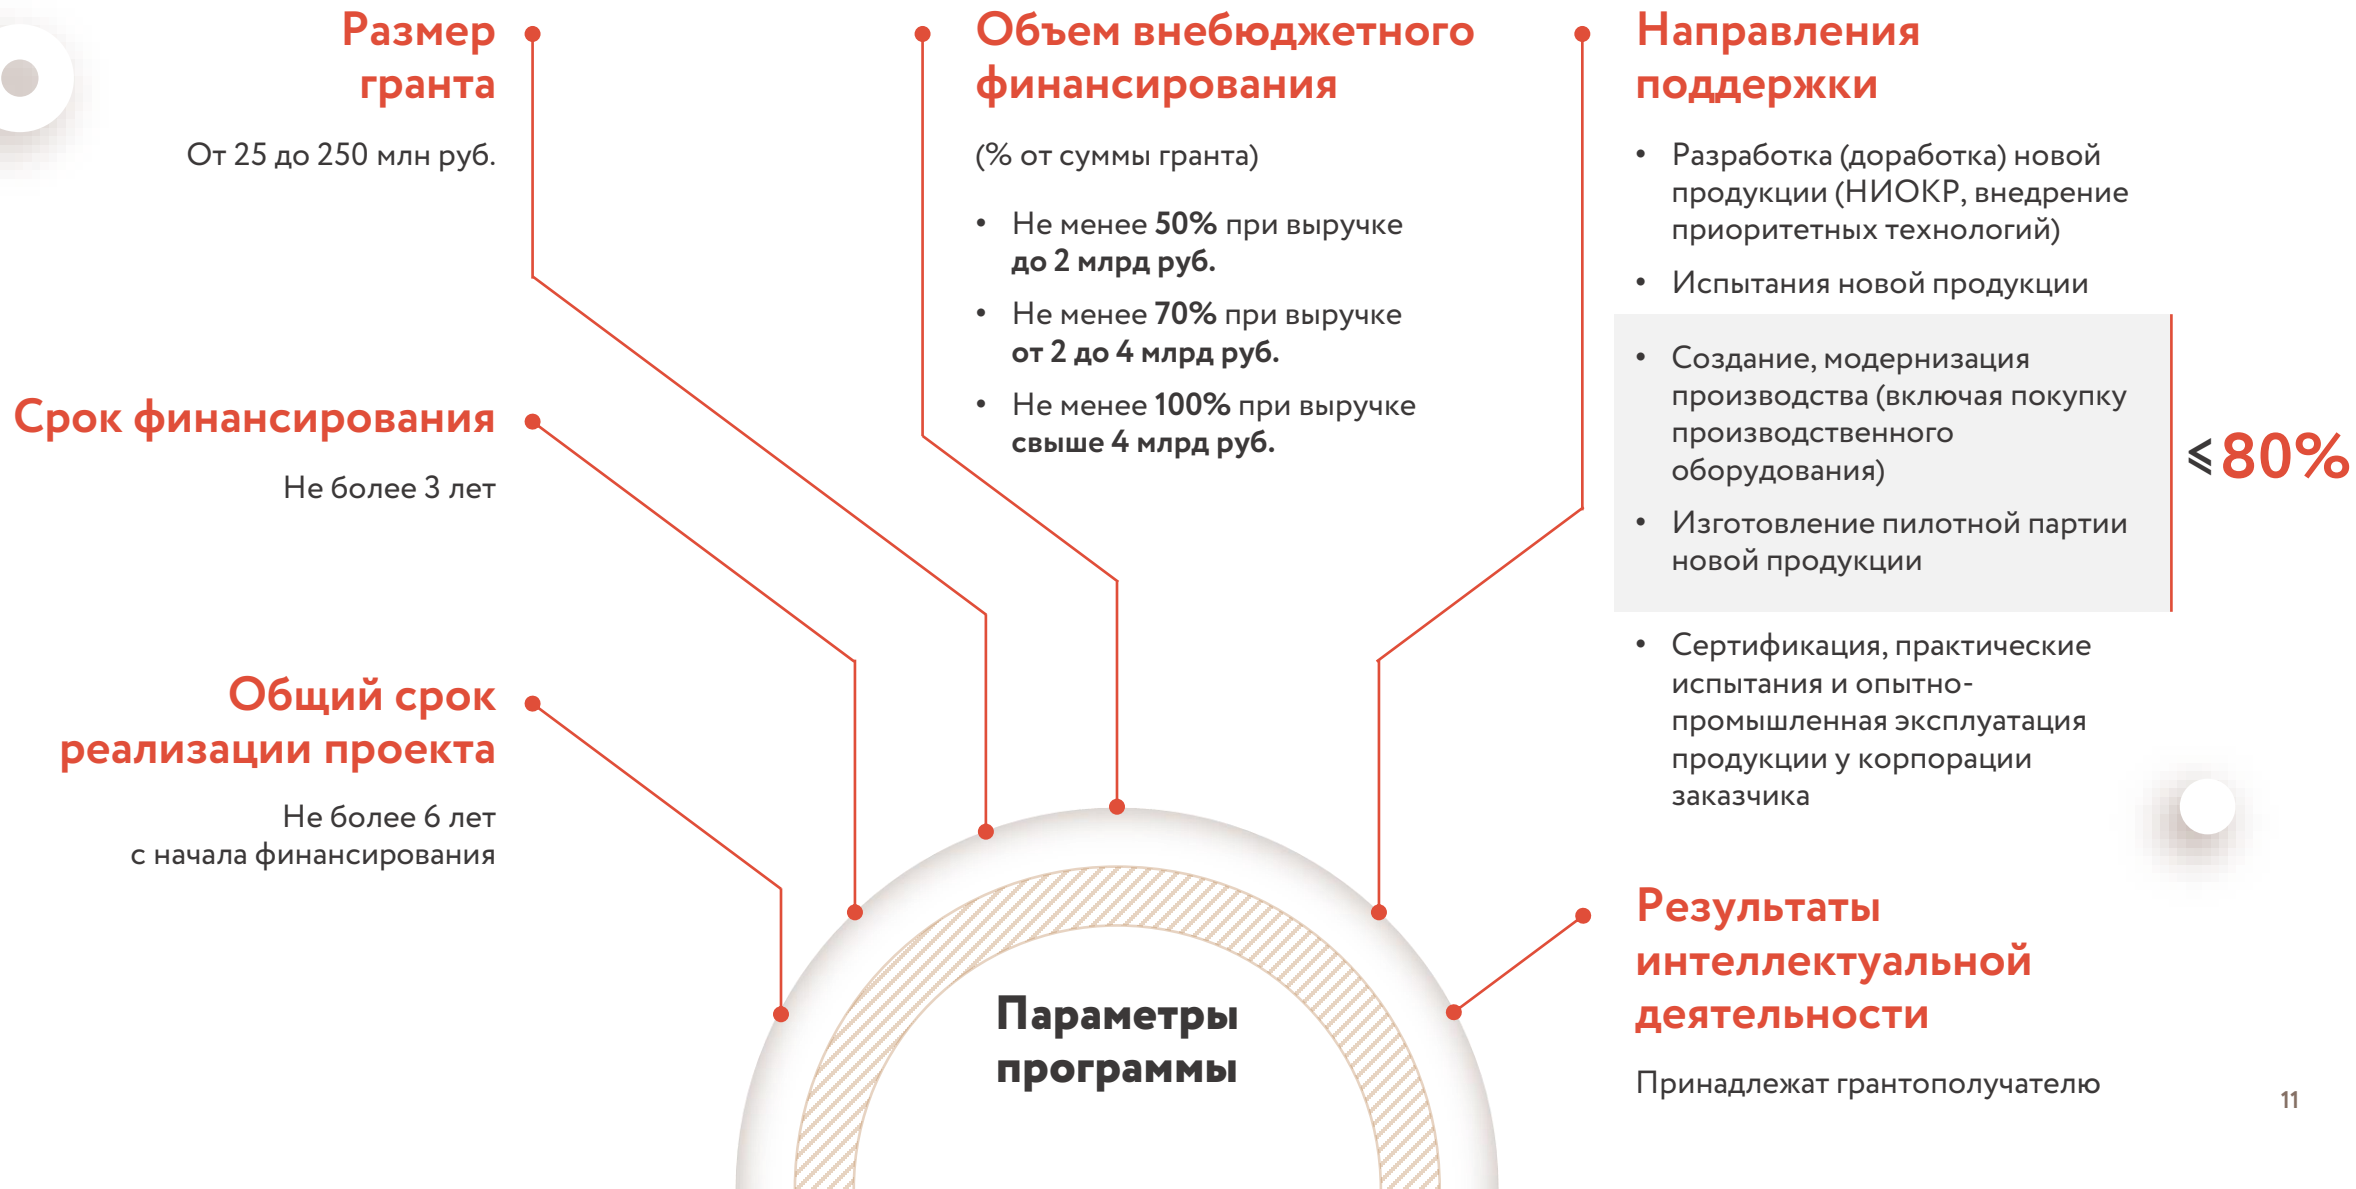 Размер
гранта
От 25 до 250 млн руб.
Срок финансирования
Не более 3 лет
Общий срок
реализации проекта
Не более 6 лет
с начала финансирования
Объем внебюджетного
финансирования
(% от суммы гранта)
• Не менее 50% при выручке
до 2 млрд руб.
• Не менее 70% при выручке
от 2 до 4 млрд руб.
• Не менее 100% при выручке
свыше 4 млрд руб.
Направления
поддержки
• Разработка (доработка) новой
продукции (НИОКР, внедрение
приоритетных технологий)
• Испытания новой продукции
• Создание, модернизация
производства (включая покупку
производственного
оборудования)
• Изготовление пилотной партии
новой продукции
⩽80%
• Сертификация, практические
испытания и опытно-
промышленная эксплуатация
продукции у корпорации
заказчика
Результаты
интеллектуальной
деятельности
Принадлежат грантополучателю
Параметры
программы
11